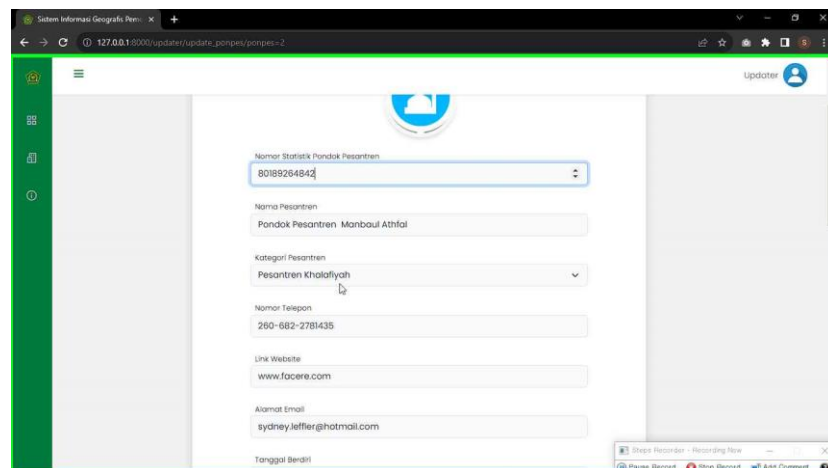 Sistem Informasi Geografis Pem
127.0.0.1:8000/updater/update_ponpes/ponpes=2
S
Updater
Nomor Statistik Pondok Pesantren
80189264842
Nama Pesantren
Pondok Pesantren Manbaul Athfal
Kategori Pesantren
Pesantren Khalafiyah
Nomor Telepon
260-682-2781435
Link Website
www.facere.com
Alamat Email
sydney.leffler@hotmail.com
Tanggal Berdiri
Steps Recorder - Recording Now
Pause Record Stop Record Add Comment